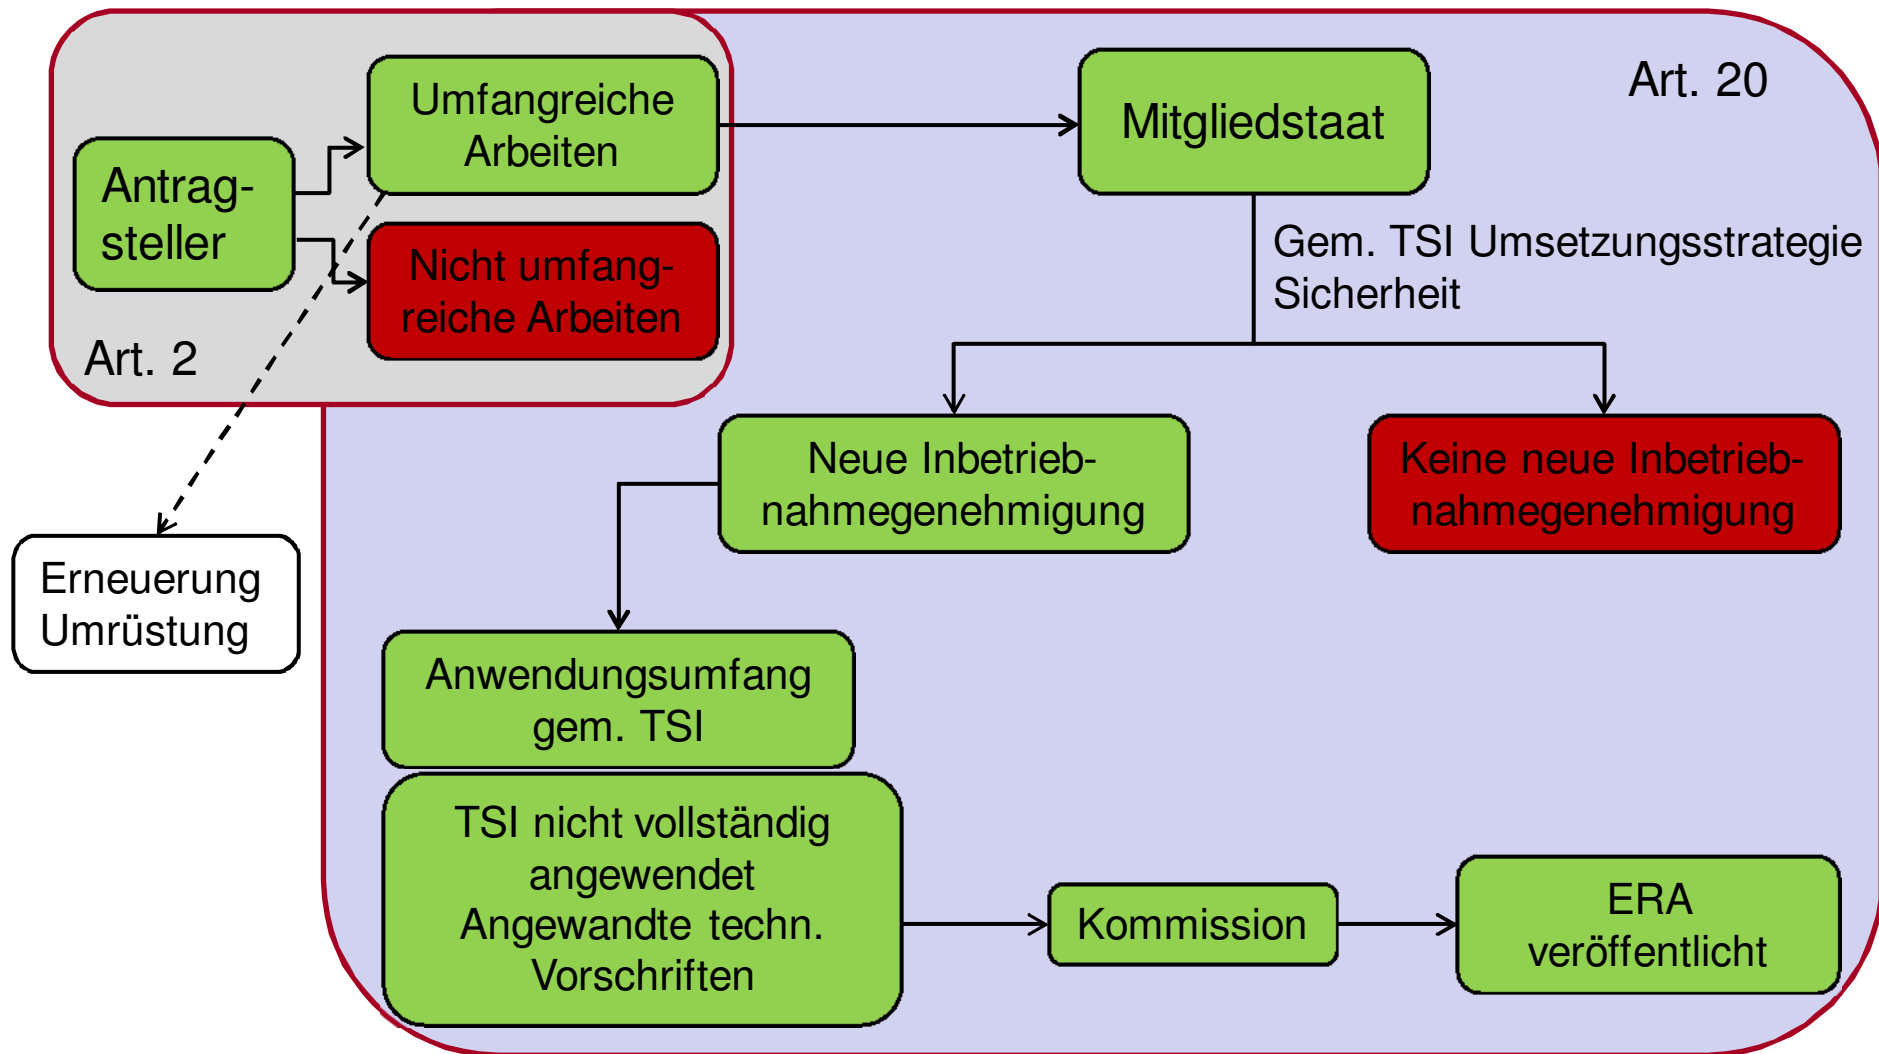 Umfangreiche
Arbeiten
Antrag-
steller
Nicht umfang-
reiche Arbeiten
Art. 2
Erneuerung
Umrüstung
Art. 20
Mitgliedstaat
Gem. TSI Umsetzungsstrategie
Sicherheit
Neue Inbetrieb-
nahmegenehmigung
Keine neue Inbetrieb-
nahmegenehmigung
Anwendungsumfang
gem. TSI
TSI nicht vollständig
angewendet
Angewandte techn.
Vorschriften
Kommission
ERA
veröffentlicht